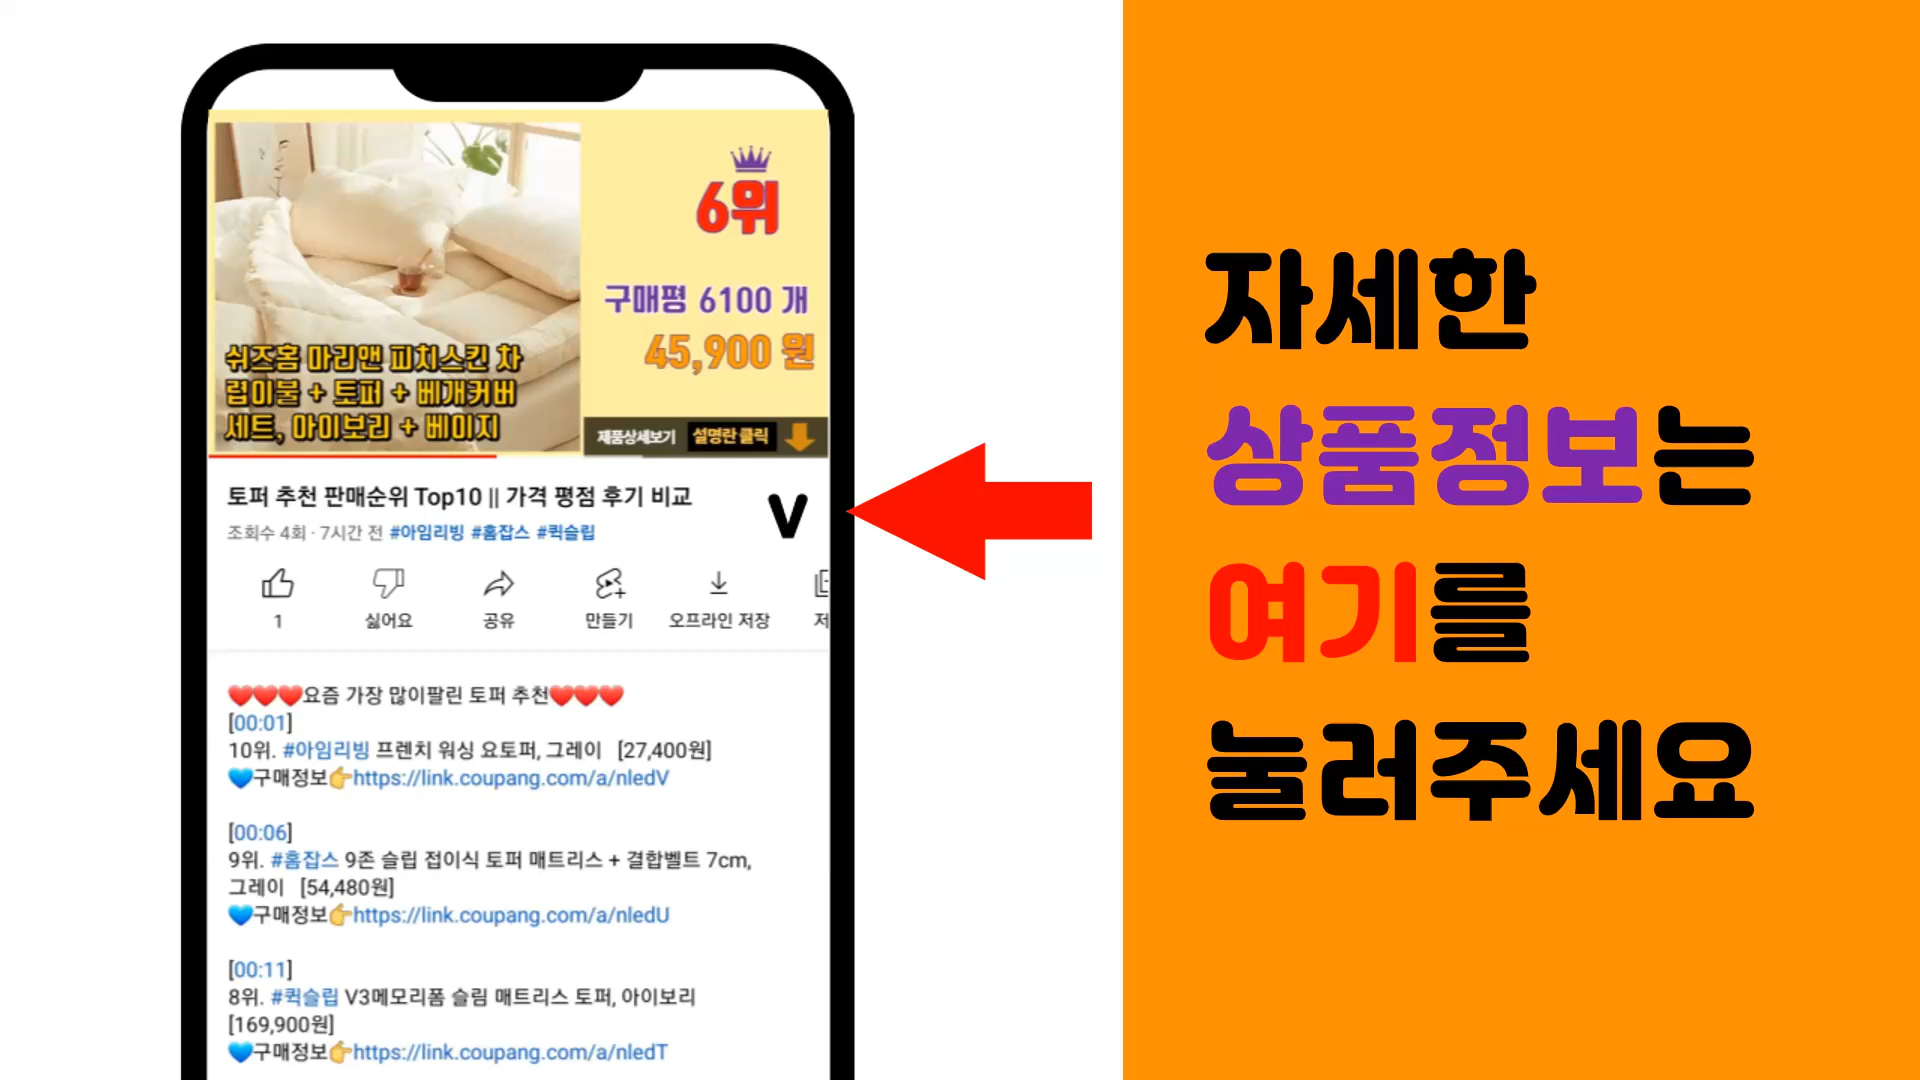 6위
구매평 6100 개
45,900 원
쉬즈홈 마리앤 피치스킨 차
렵이불 + 토퍼 + 베개커버
세트, 아이보리 + 베이지
제품상세보기 설명란 클릭
토퍼 추천 판매순위 Top10 || 가격 평점 후기 비교
V
조회수 4회 · 7시간 전 #아임리빙 #홈잡스 #퀵슬립
1 싫어요 공유 만들기 오프라인 저장 저
❤️❤️❤️요즘 가장 많이팔린 토퍼 추천❤️❤️❤️
[00:01]
10위. #아임리빙 프렌치 워싱 요토퍼, 그레이 [27,400원]
💙구매정보👉https://link.coupang.com/a/nledV
[00:06]
9위. #홈잡스 9존 슬립 접이식 토퍼 매트리스 + 결합벨트 7cm,
그레이 [54,480원]
💙구매정보👉https://link.coupang.com/a/nledU
[00:11]
8위. #퀵슬립 V3메모리폼 슬림 매트리스 토퍼, 아이보리
[169,900원]
💙구매정보👉https://link.coupang.com/a/nledT
자세한
상품정보는
여기를
눌러주세요